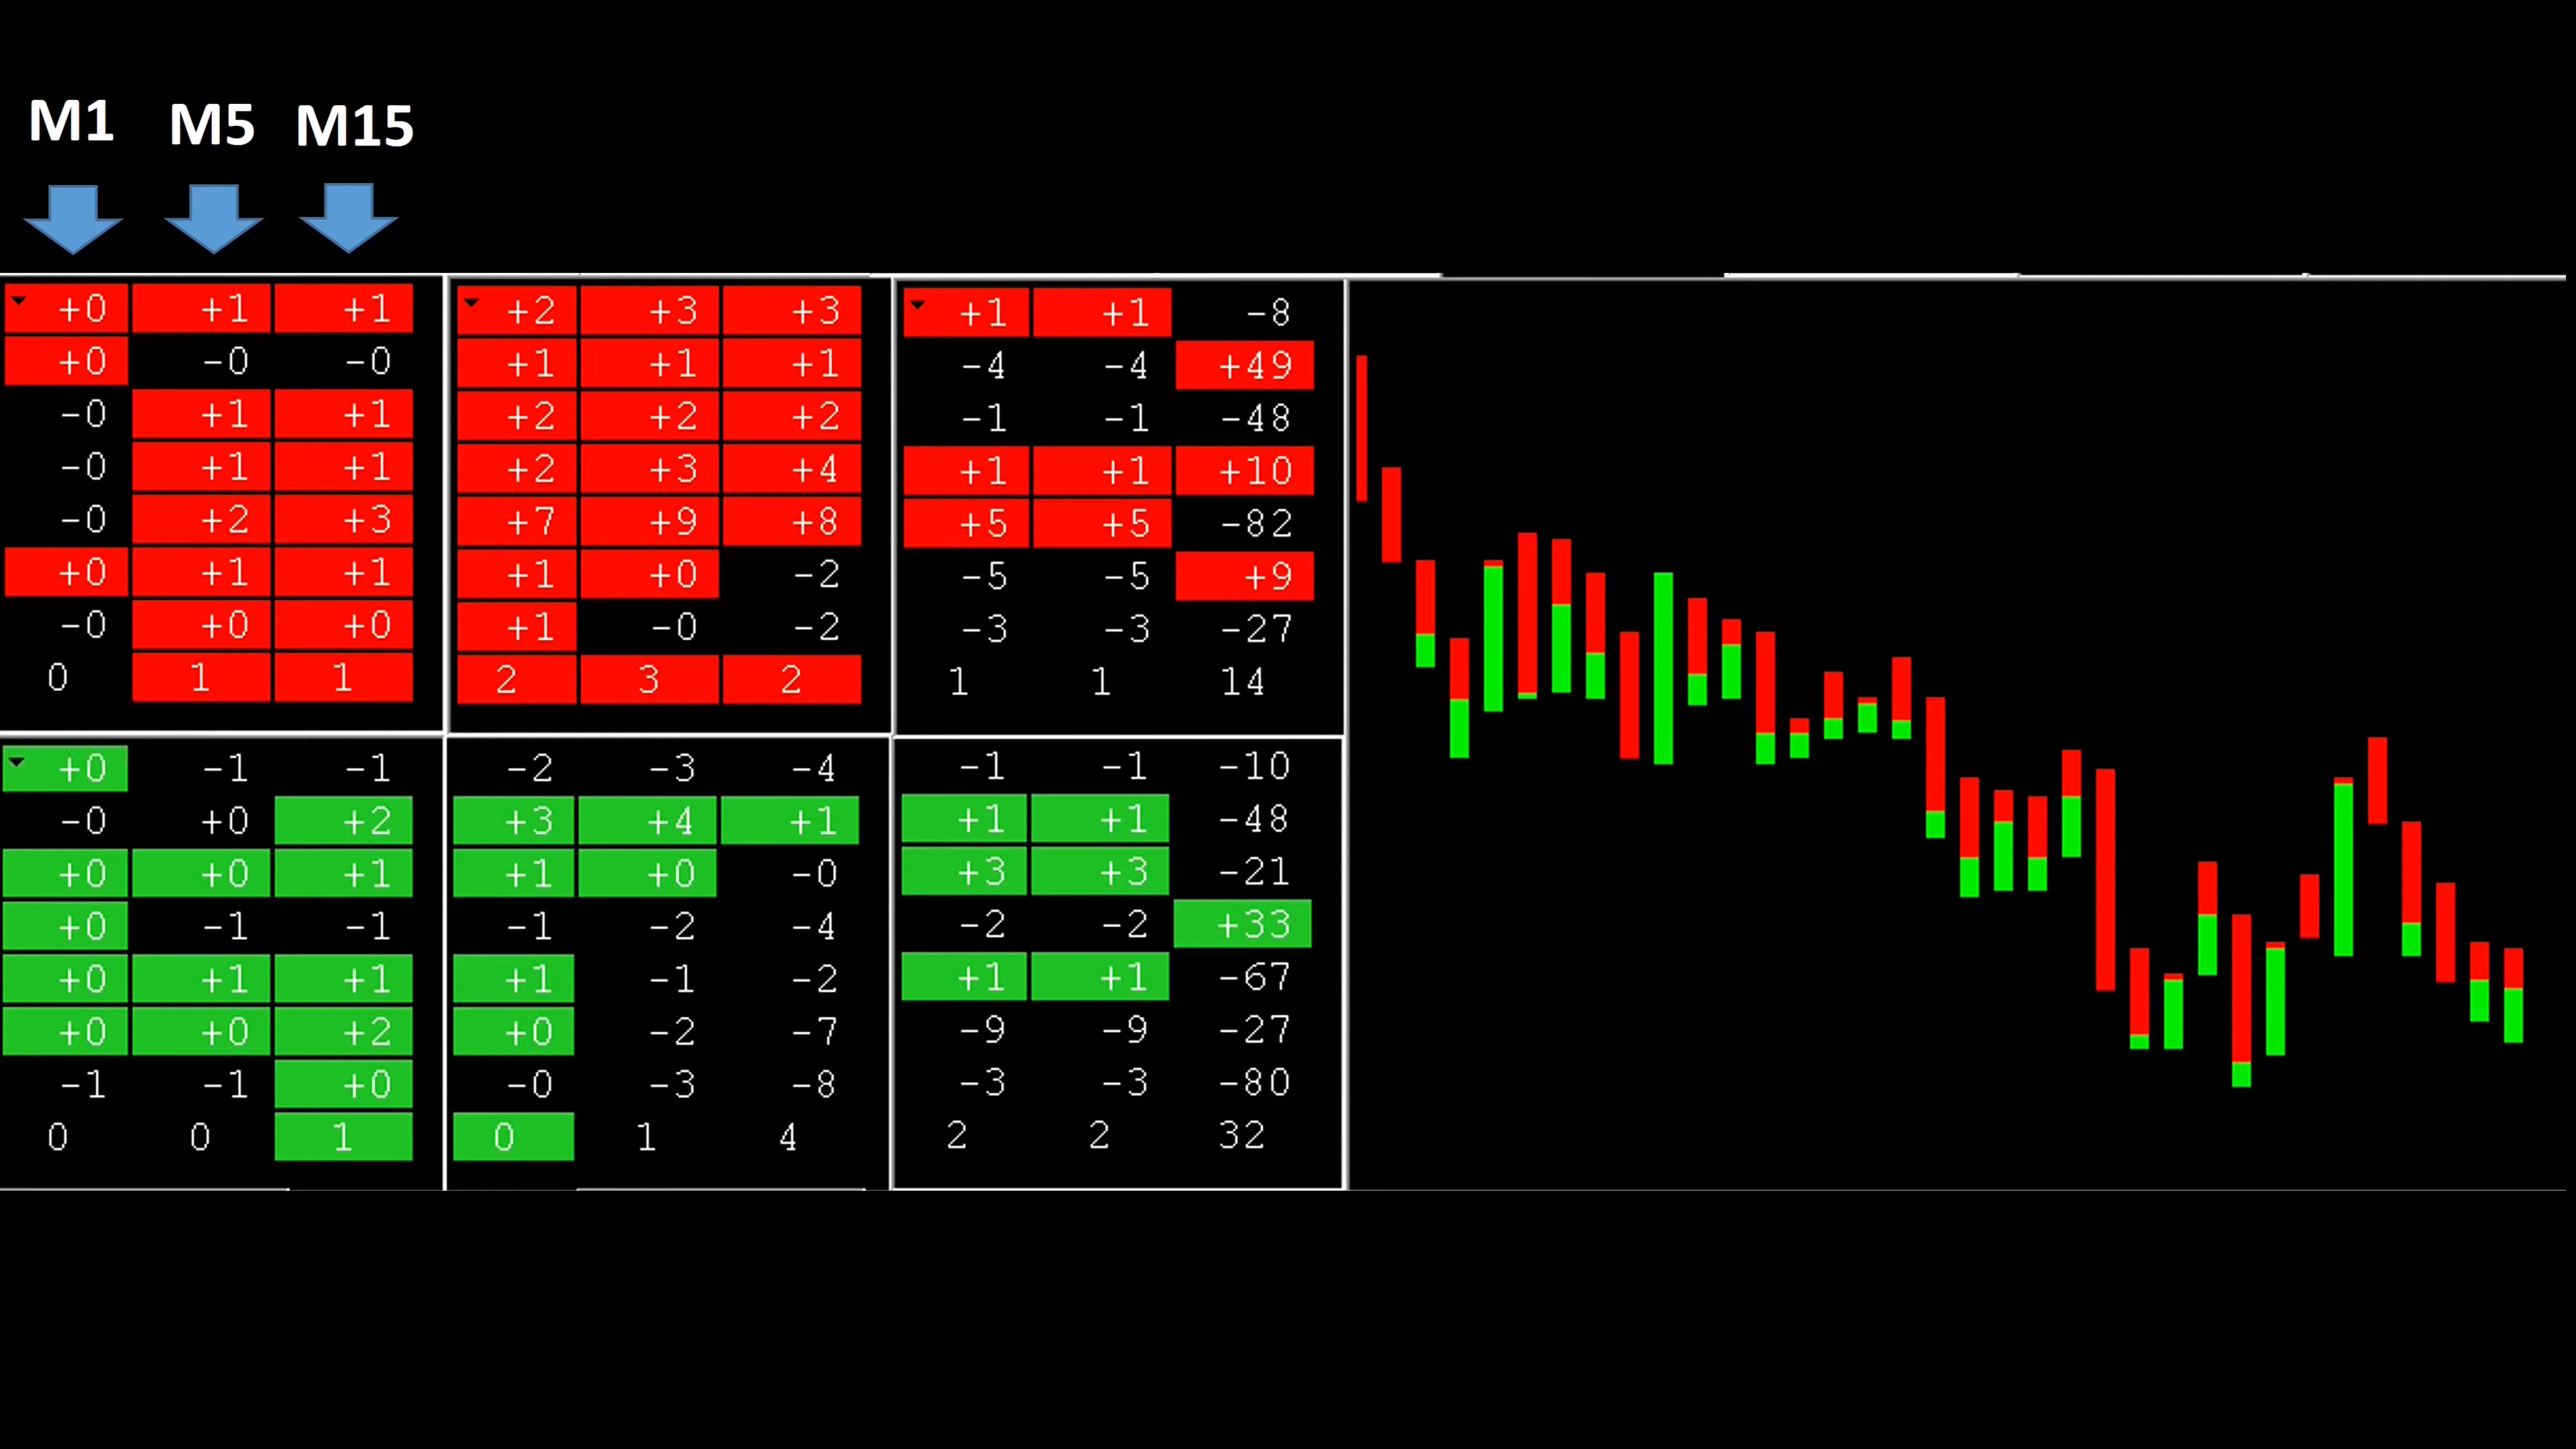 M1 M5 M15
+0 +1 +1 +2 +3 +3 +1 +1 -8
+0 -0 -0 +1 +1 +1 -4 -4 +49
-0 +1 +1 +2 +2 +2 -1 -1 -48
-0 +1 +1 +2 +3 +4 +1 +1 +10
-0 +2 +3 +7 +9 +8 +5 +5 -82
+0 +1 +1 +1 +0 -2 -5 -5 +9
-0 +0 +0 +1 -0 -2 -3 -3 -27
0 1 1 2 3 2 1 1 14
+0 -1 -1 -2 -3 -4 -1 -1 -10
-0 +0 +2 +3 +4 +1 +1 +1 -48
+0 +0 +1 +1 +0 -0 +3 +3 -21
+0 -1 -1 -1 -2 -4 -2 -2 +33
+0 +1 +1 +1 -1 -2 +1 +1 -67
+0 +0 +2 +0 -2 -7 -9 -9 -27
-1 -1 +0 -0 -3 -8 -3 -3 -80
0 0 1 0 1 4 2 2 32